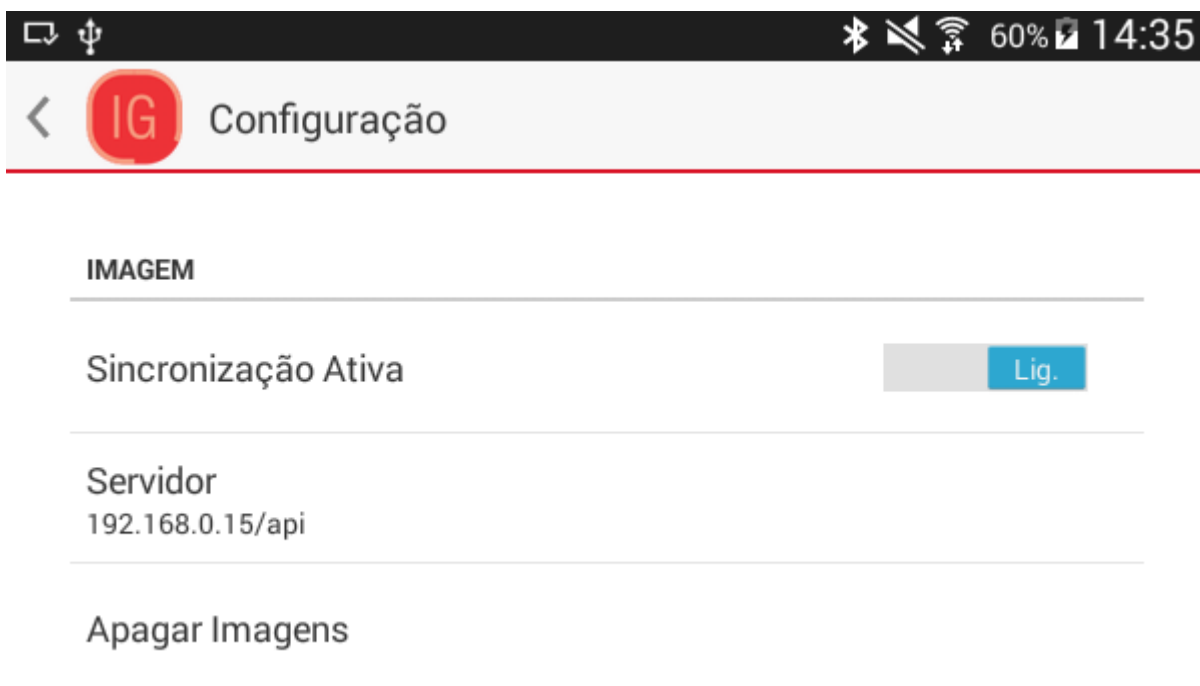 60% 14:35
IG Configuração
IMAGEM
Sincronização Ativa Lig.
Servidor
192.168.0.15/api
Apagar Imagens